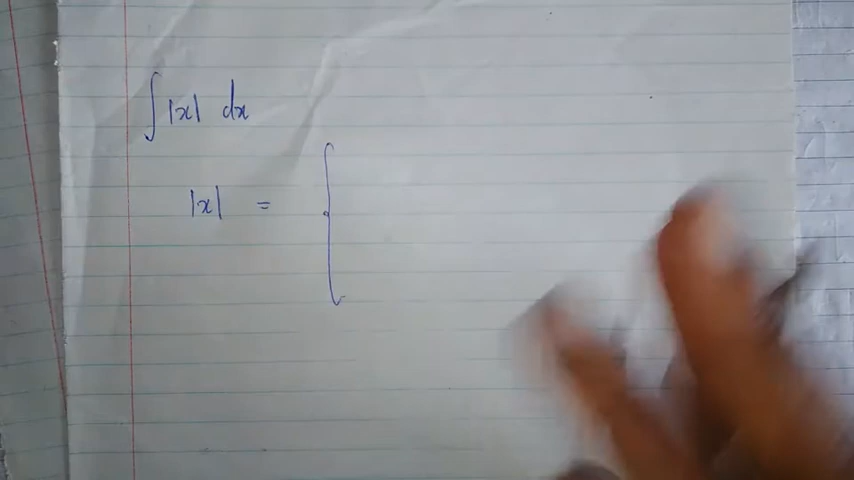 ∫ |x| dx
|x| = {